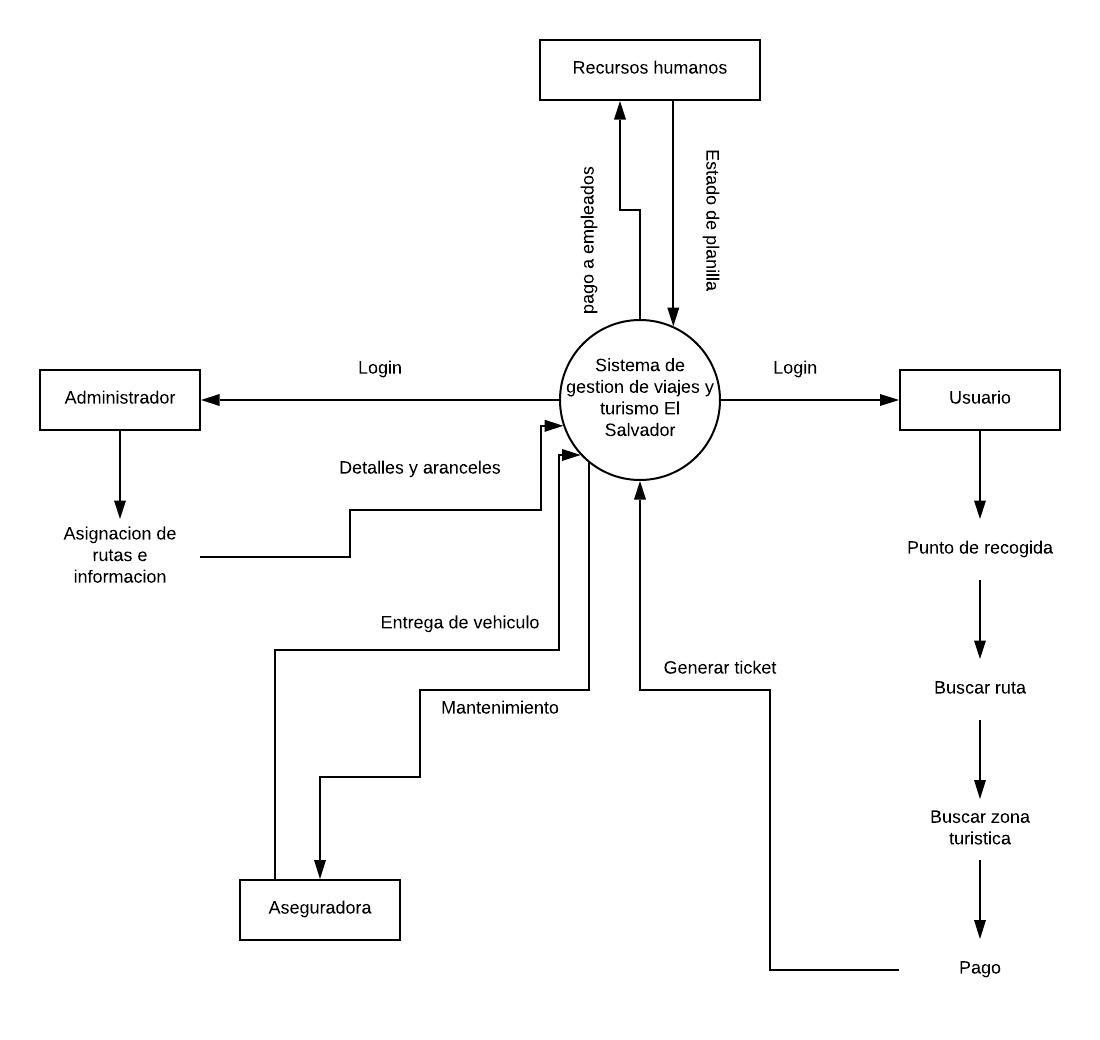 Recursos humanos
pago a empleados
Estado de planilla
Login
Sistema de
gestion de viajes y
turismo El
Salvador
Login
Administrador
Usuario
Detalles y aranceles
Asignacion de
rutas e
informacion
Punto de recogida
Entrega de vehiculo
Generar ticket
Buscar ruta
Mantenimiento
Buscar zona
turistica
Aseguradora
Pago